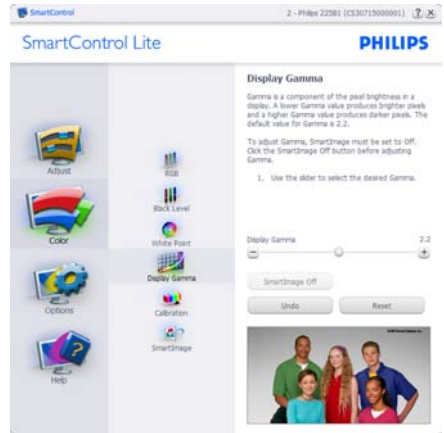 SmartControl
2 - Philips 225B1 (CS30715000001)
SmartControl Lite
PHILIPS
Adjust
Color
Options
Help
RGB
Black Level
White Point
Display Gamma
Calibration
SmartImage
Display Gamma
Gamma is a component of the pixel brightness in a
display. A lower Gamma value produces brighter pixels
and a higher Gamma value produces darker pixels. The
default value for Gamma is 2.2.
To adjust Gamma, SmartImage must be set to Off.
Click the SmartImage Off button before adjusting
Gamma.
1. Use the slider to select the desired Gamma.
Display Gamma 2.2
SmartImage Off
Undo Reset